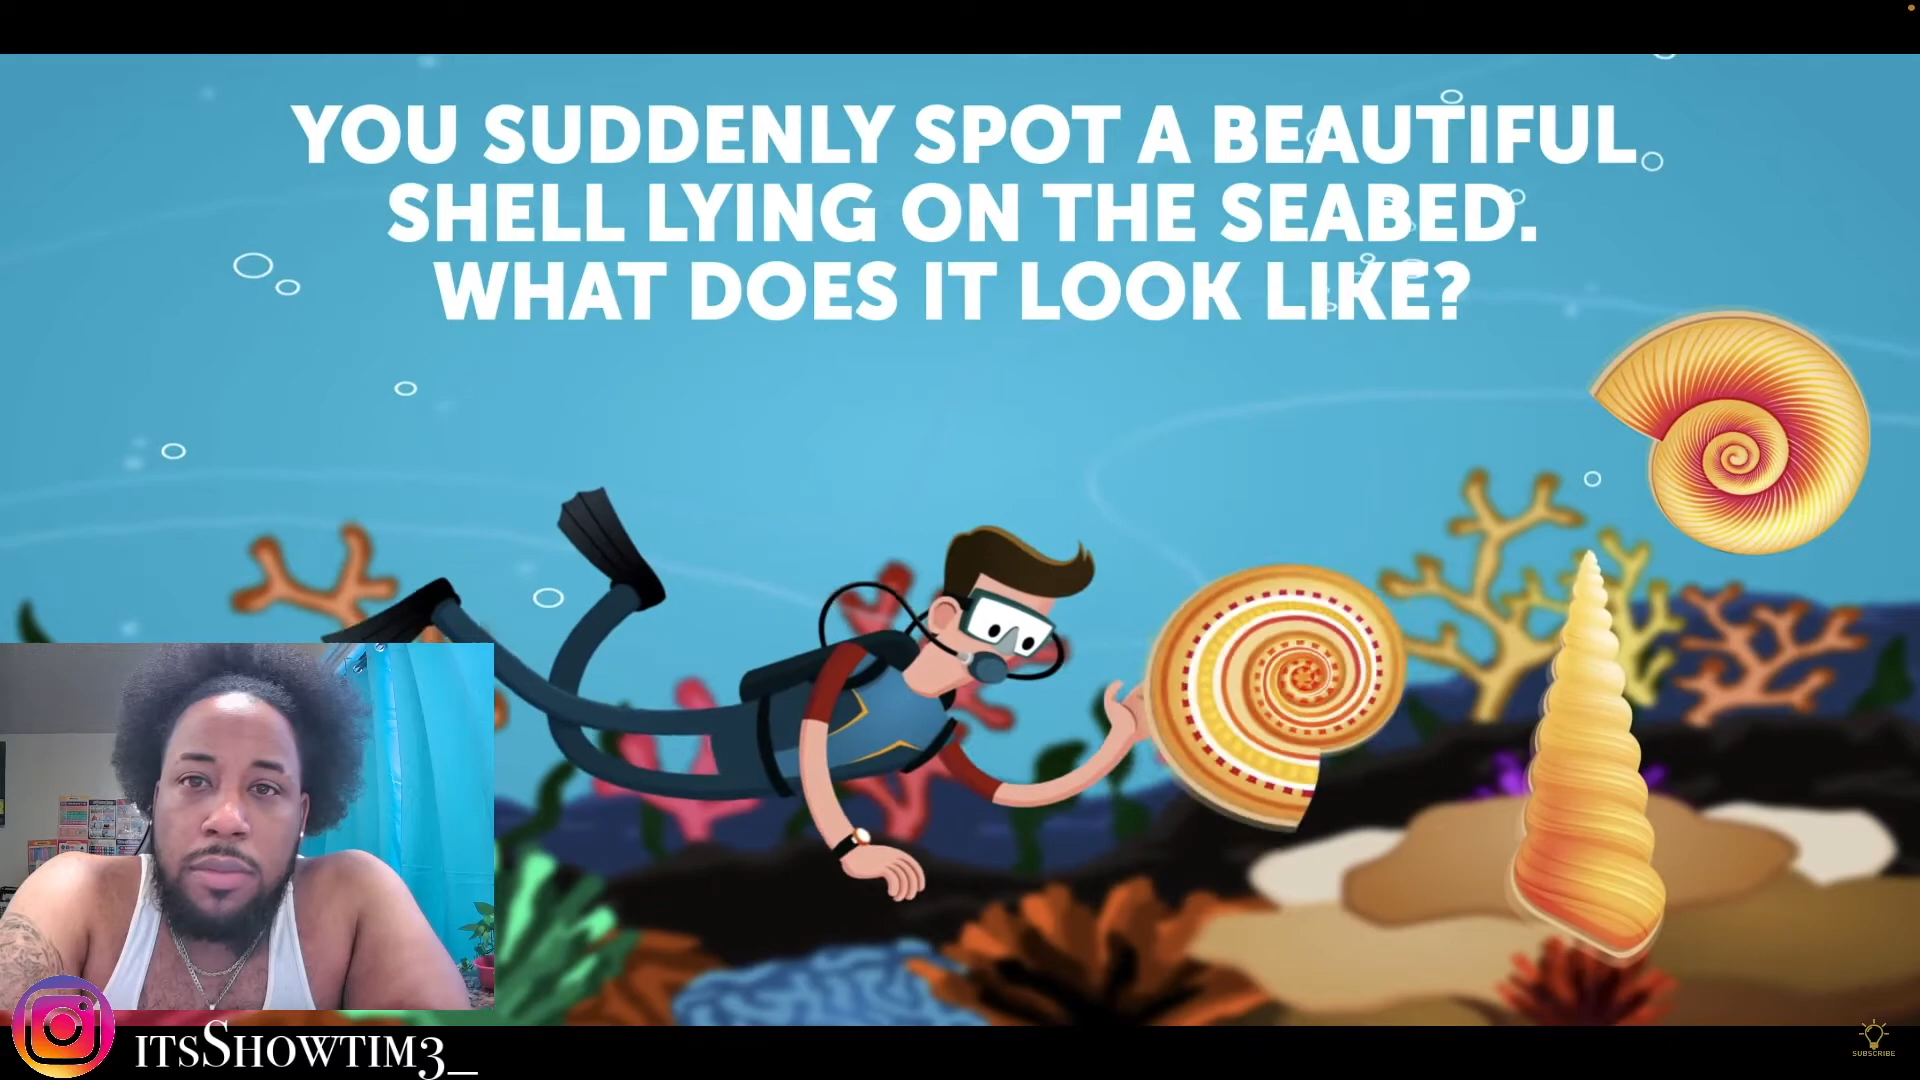 YOU SUDDENLY SPOT A BEAUTIFUL
SHELL LYING ON THE SEABED.
WHAT DOES IT LOOK LIKE?
SUBSCRIBE
itsShowtim3_